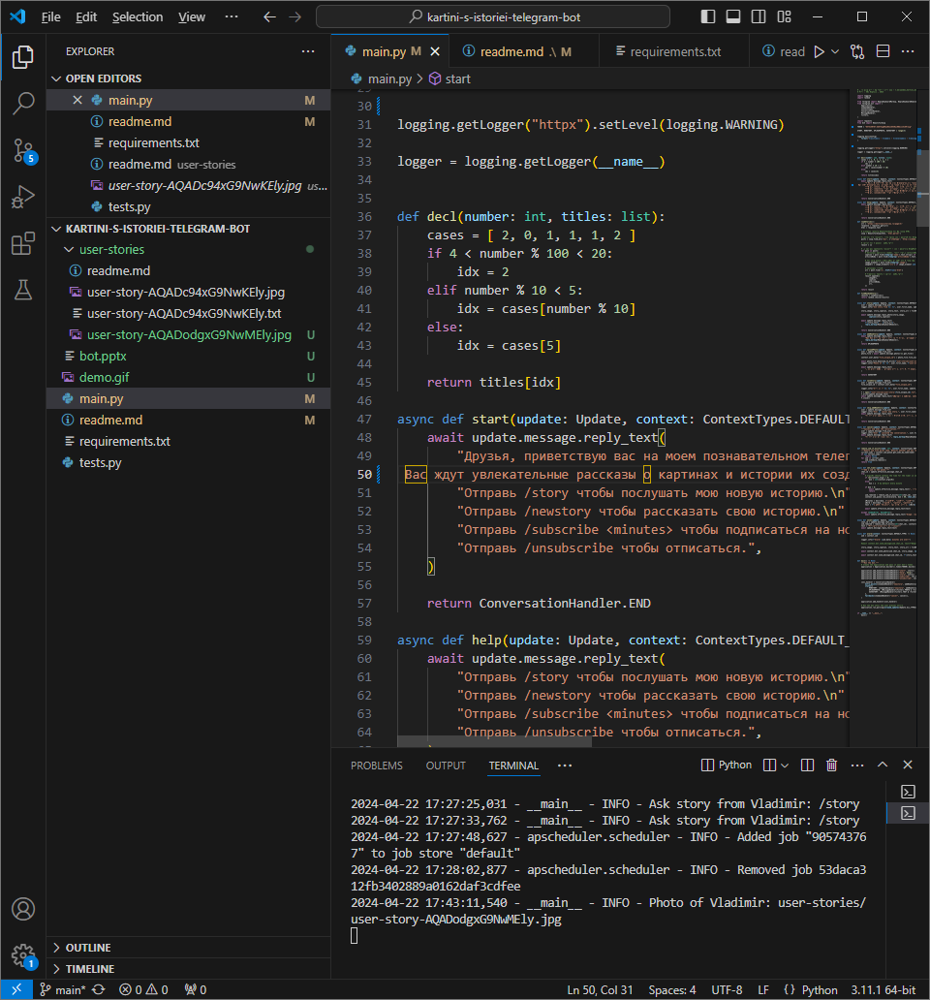 File Edit Selection View ··· kartini-s-istoriei-telegram-bot
EXPLORER ···
OPEN EDITORS
main.py M
readme.md M
requirements.txt
readme.md user-stories
user-story-AQADc94xG9NwKEly.jpg us...
tests.py
KARTINI-S-ISTORIEI-TELEGRAM-BOT
user-stories
readme.md
user-story-AQADc94xG9NwKEly.jpg
user-story-AQADc94xG9NwKEly.txt
user-story-AQADodgxG9NwMEly.jpg U
bot.pptx U
demo.gif U
main.py M
readme.md M
requirements.txt
tests.py
OUTLINE
TIMELINE
main.py M readme.md .\ M requirements.txt read
main.py > start
30
31 logging.getLogger("httpx").setLevel(logging.WARNING)
32
33 logger = logging.getLogger(__name__)
34
35
36 def decl(number: int, titles: list):
37 cases = [ 2, 0, 1, 1, 1, 2 ]
38 if 4 < number % 100 < 20:
39 idx = 2
40 elif number % 10 < 5:
41 idx = cases[number % 10]
42 else:
43 idx = cases[5]
44
45 return titles[idx]
46
47 async def start(update: Update, context: ContextTypes.DEFAULT
48 await update.message.reply_text(
49 "Друзья, приветствую вас на моем познавательном телег
50 Вас ждут увлекательные рассказы о картинах и истории их созд
51 "Отправь /story чтобы послушать мою новую историю.\n"
52 "Отправь /newstory чтобы рассказать свою историю.\n"
53 "Отправь /subscribe <minutes> чтобы подписаться на но
54 "Отправь /unsubscribe чтобы отписаться.",
55 )
56
57 return ConversationHandler.END
58
59 async def help(update: Update, context: ContextTypes.DEFAULT_
60 await update.message.reply_text(
61 "Отправь /story чтобы послушать мою новую историю.\n"
62 "Отправь /newstory чтобы рассказать свою историю.\n"
63 "Отправь /subscribe <minutes> чтобы подписаться на но
64 "Отправь /unsubscribe чтобы отписаться.",
PROBLEMS OUTPUT TERMINAL ··· Python
2024-04-22 17:27:25,031 - __main__ - INFO - Ask story from Vladimir: /story
2024-04-22 17:27:33,762 - __main__ - INFO - Ask story from Vladimir: /story
2024-04-22 17:27:48,627 - apscheduler.scheduler - INFO - Added job "90574376
7" to job store "default"
2024-04-22 17:28:02,877 - apscheduler.scheduler - INFO - Removed job 53daca3
12fb3402889a0162daf3cdfee
2024-04-22 17:43:11,540 - __main__ - INFO - Photo of Vladimir: user-stories/
user-story-AQADodgxG9NwMEly.jpg
5
1
main* 0 0 0 Ln 50, Col 31 Spaces: 4 UTF-8 LF {} Python 3.11.1 64-bit